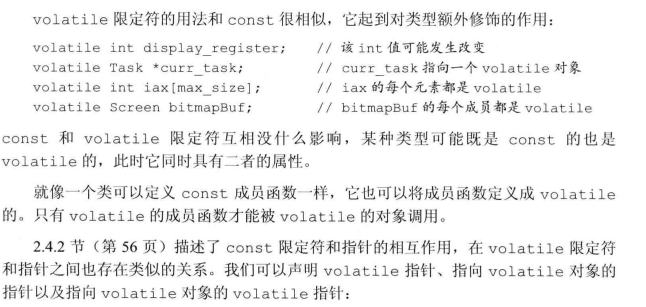 volatile 限定符的用法和 const 很相似，它起到对类型额外修饰的作用：
volatile int display_register; // 该 int 值可能发生改变
volatile Task *curr_task; // curr_task 指向一个 volatile 对象
volatile int iax[max_size]; // iax 的每个元素都是 volatile
volatile Screen bitmapBuf; // bitmapBuf 的每个成员都是 volatile
const 和 volatile 限定符互相没什么影响，某种类型可能既是 const 的也是
volatile 的，此时它同时具有二者的属性。
就像一个类可以定义 const 成员函数一样，它也可以将成员函数定义成 volatile
的。只有 volatile 的成员函数才能被 volatile 的对象调用。
2.4.2 节（第 56 页）描述了 const 限定符和指针的相互作用，在 volatile 限定符
和指针之间也存在类似的关系。我们可以声明 volatile 指针、指向 volatile 对象的
指针以及指向 volatile 对象的 volatile 指针：